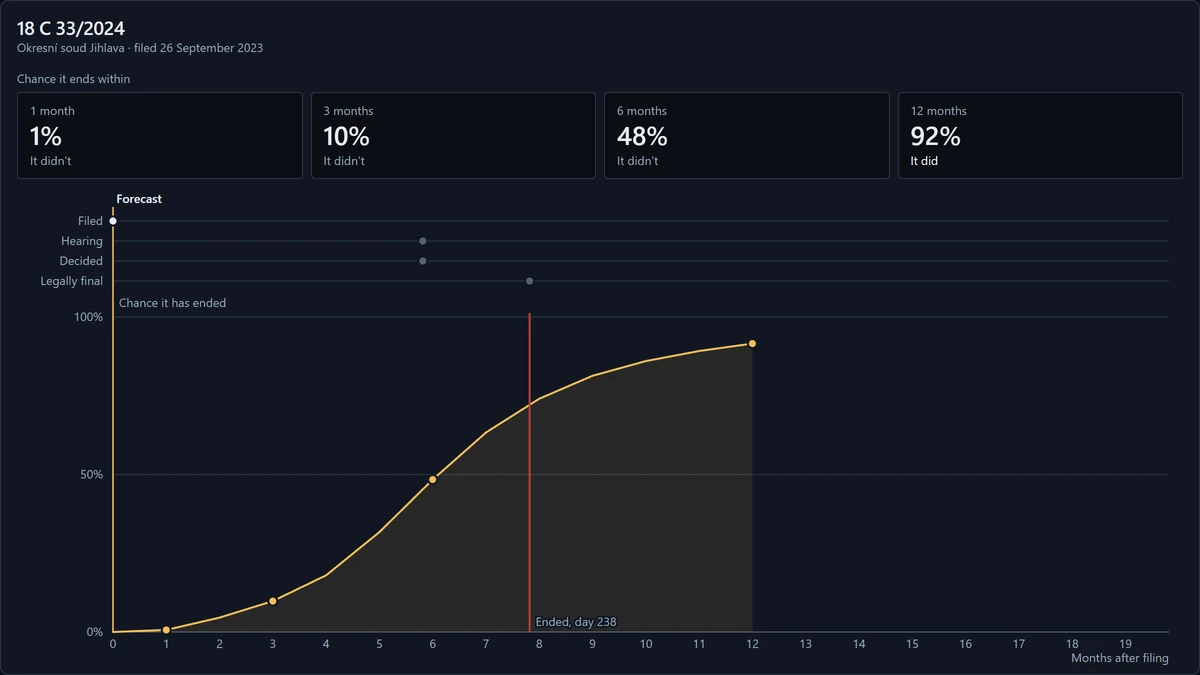 18 C 33/2024
Okresní soud Jihlava · filed 26 September 2023
Chance it ends within
1 month
1%
It didn't
3 months
10%
It didn't
6 months
48%
It didn't
12 months
92%
It did
Forecast
Filed
Hearing
Decided
Legally final
Chance it has ended
100%
50%
0%
Ended, day 238
0 1 2 3 4 5 6 7 8 9 10 11 12 13 14 15 16 17 18 19
Months after filing